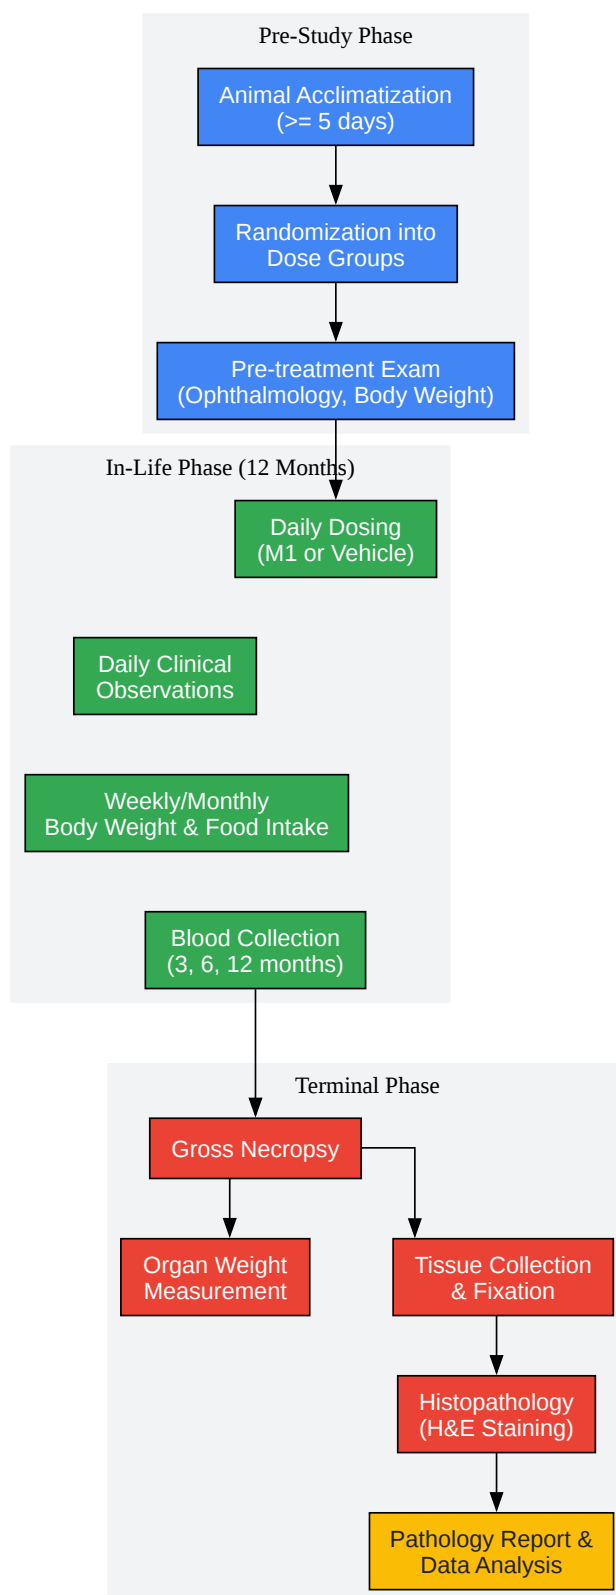 Pre-Study Phase
Animal Acclimatization
(>= 5 days)
Randomization into
Dose Groups
Pre-treatment Exam
(Ophthalmology, Body Weight)
In-Life Phase (12 Months)
Daily Dosing
(M1 or Vehicle)
Daily Clinical
Observations
Weekly/Monthly
Body Weight & Food Intake
Blood Collection
(3, 6, 12 months)
Terminal Phase
Gross Necropsy
Organ Weight
Measurement
Tissue Collection
& Fixation
Histopathology
(H&E Staining)
Pathology Report &
Data Analysis